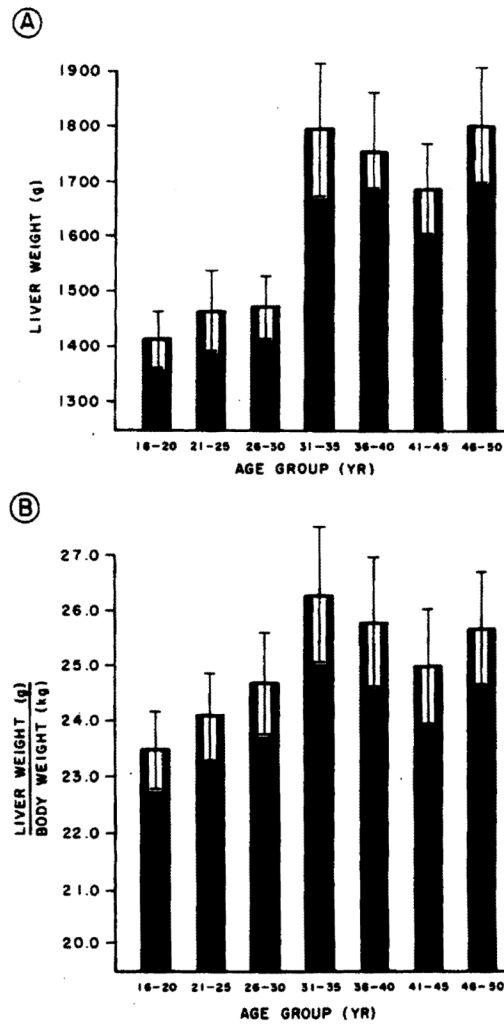 A
1900
1800
1700
1600
1500
1400
1300
LIVER WEIGHT (g)
16-20 21-25 26-30 31-35 36-40 41-45 46-50
AGE GROUP (YR)
B
27.0
26.0
25.0
24.0
23.0
22.0
21.0
20.0
LIVER WEIGHT (g)
BODY WEIGHT (kg)
16-20 21-25 26-30 31-35 36-40 41-45 46-50
AGE GROUP (YR)